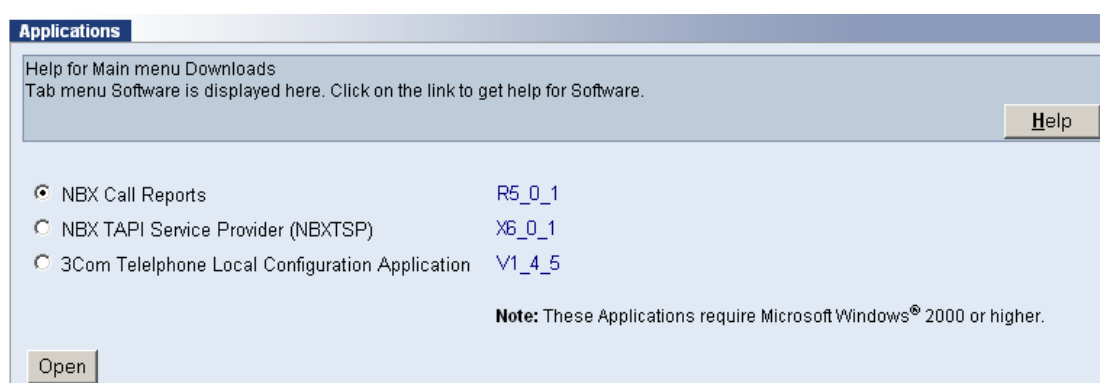 Applications
Help for Main menu Downloads
Tab menu Software is displayed here. Click on the link to get help for Software.
Help
NBX Call Reports R5_0_1
NBX TAPI Service Provider (NBXTSP) X6_0_1
3Com Telelphone Local Configuration Application V1_4_5
Note: These Applications require Microsoft Windows® 2000 or higher.
Open